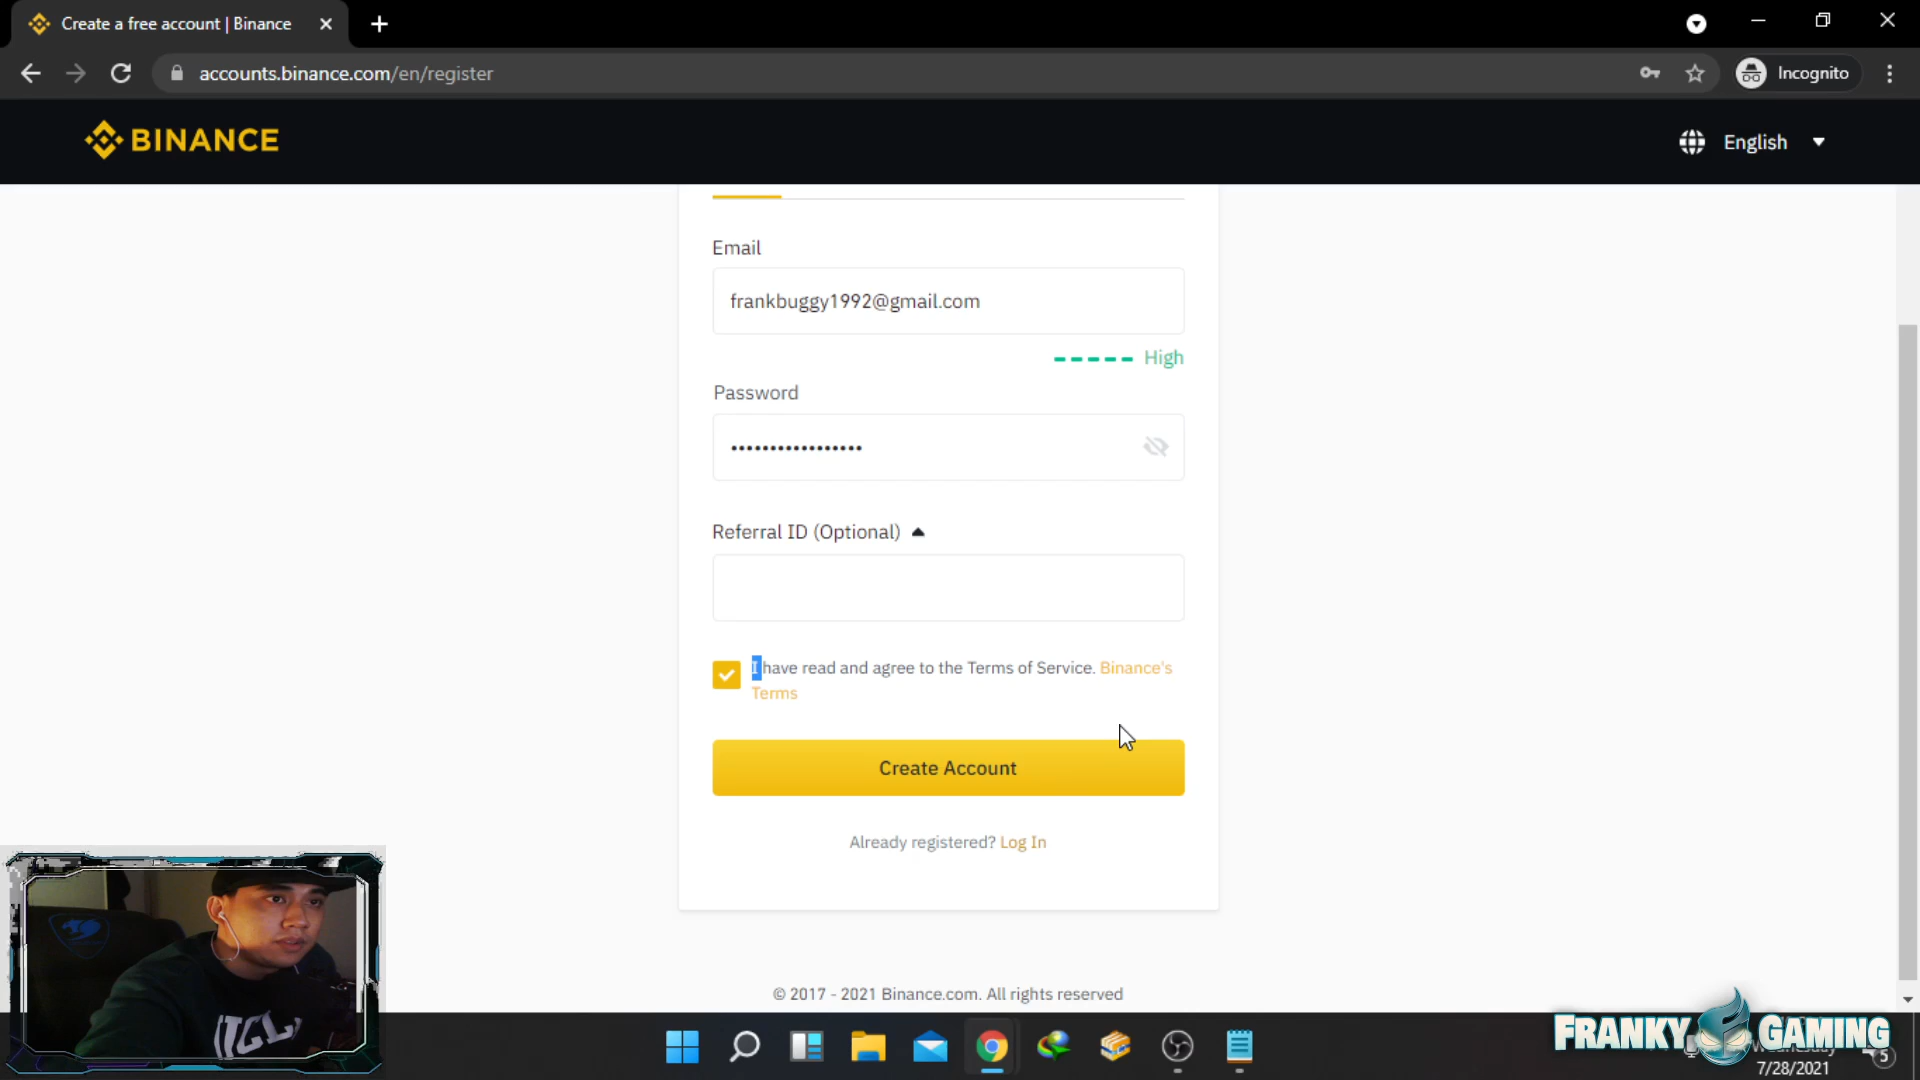 Create a free account | Binance
accounts.binance.com/en/register
Incognito
BINANCE
English
Email
frankbuggy1992@gmail.com
High
Password
Referral ID (Optional)
I have read and agree to the Terms of Service. Binance's
Terms
Create Account
Already registered? Log In
© 2017 - 2021 Binance.com. All rights reserved
FRANKY GAMING
Wednesday
7/28/2021
5